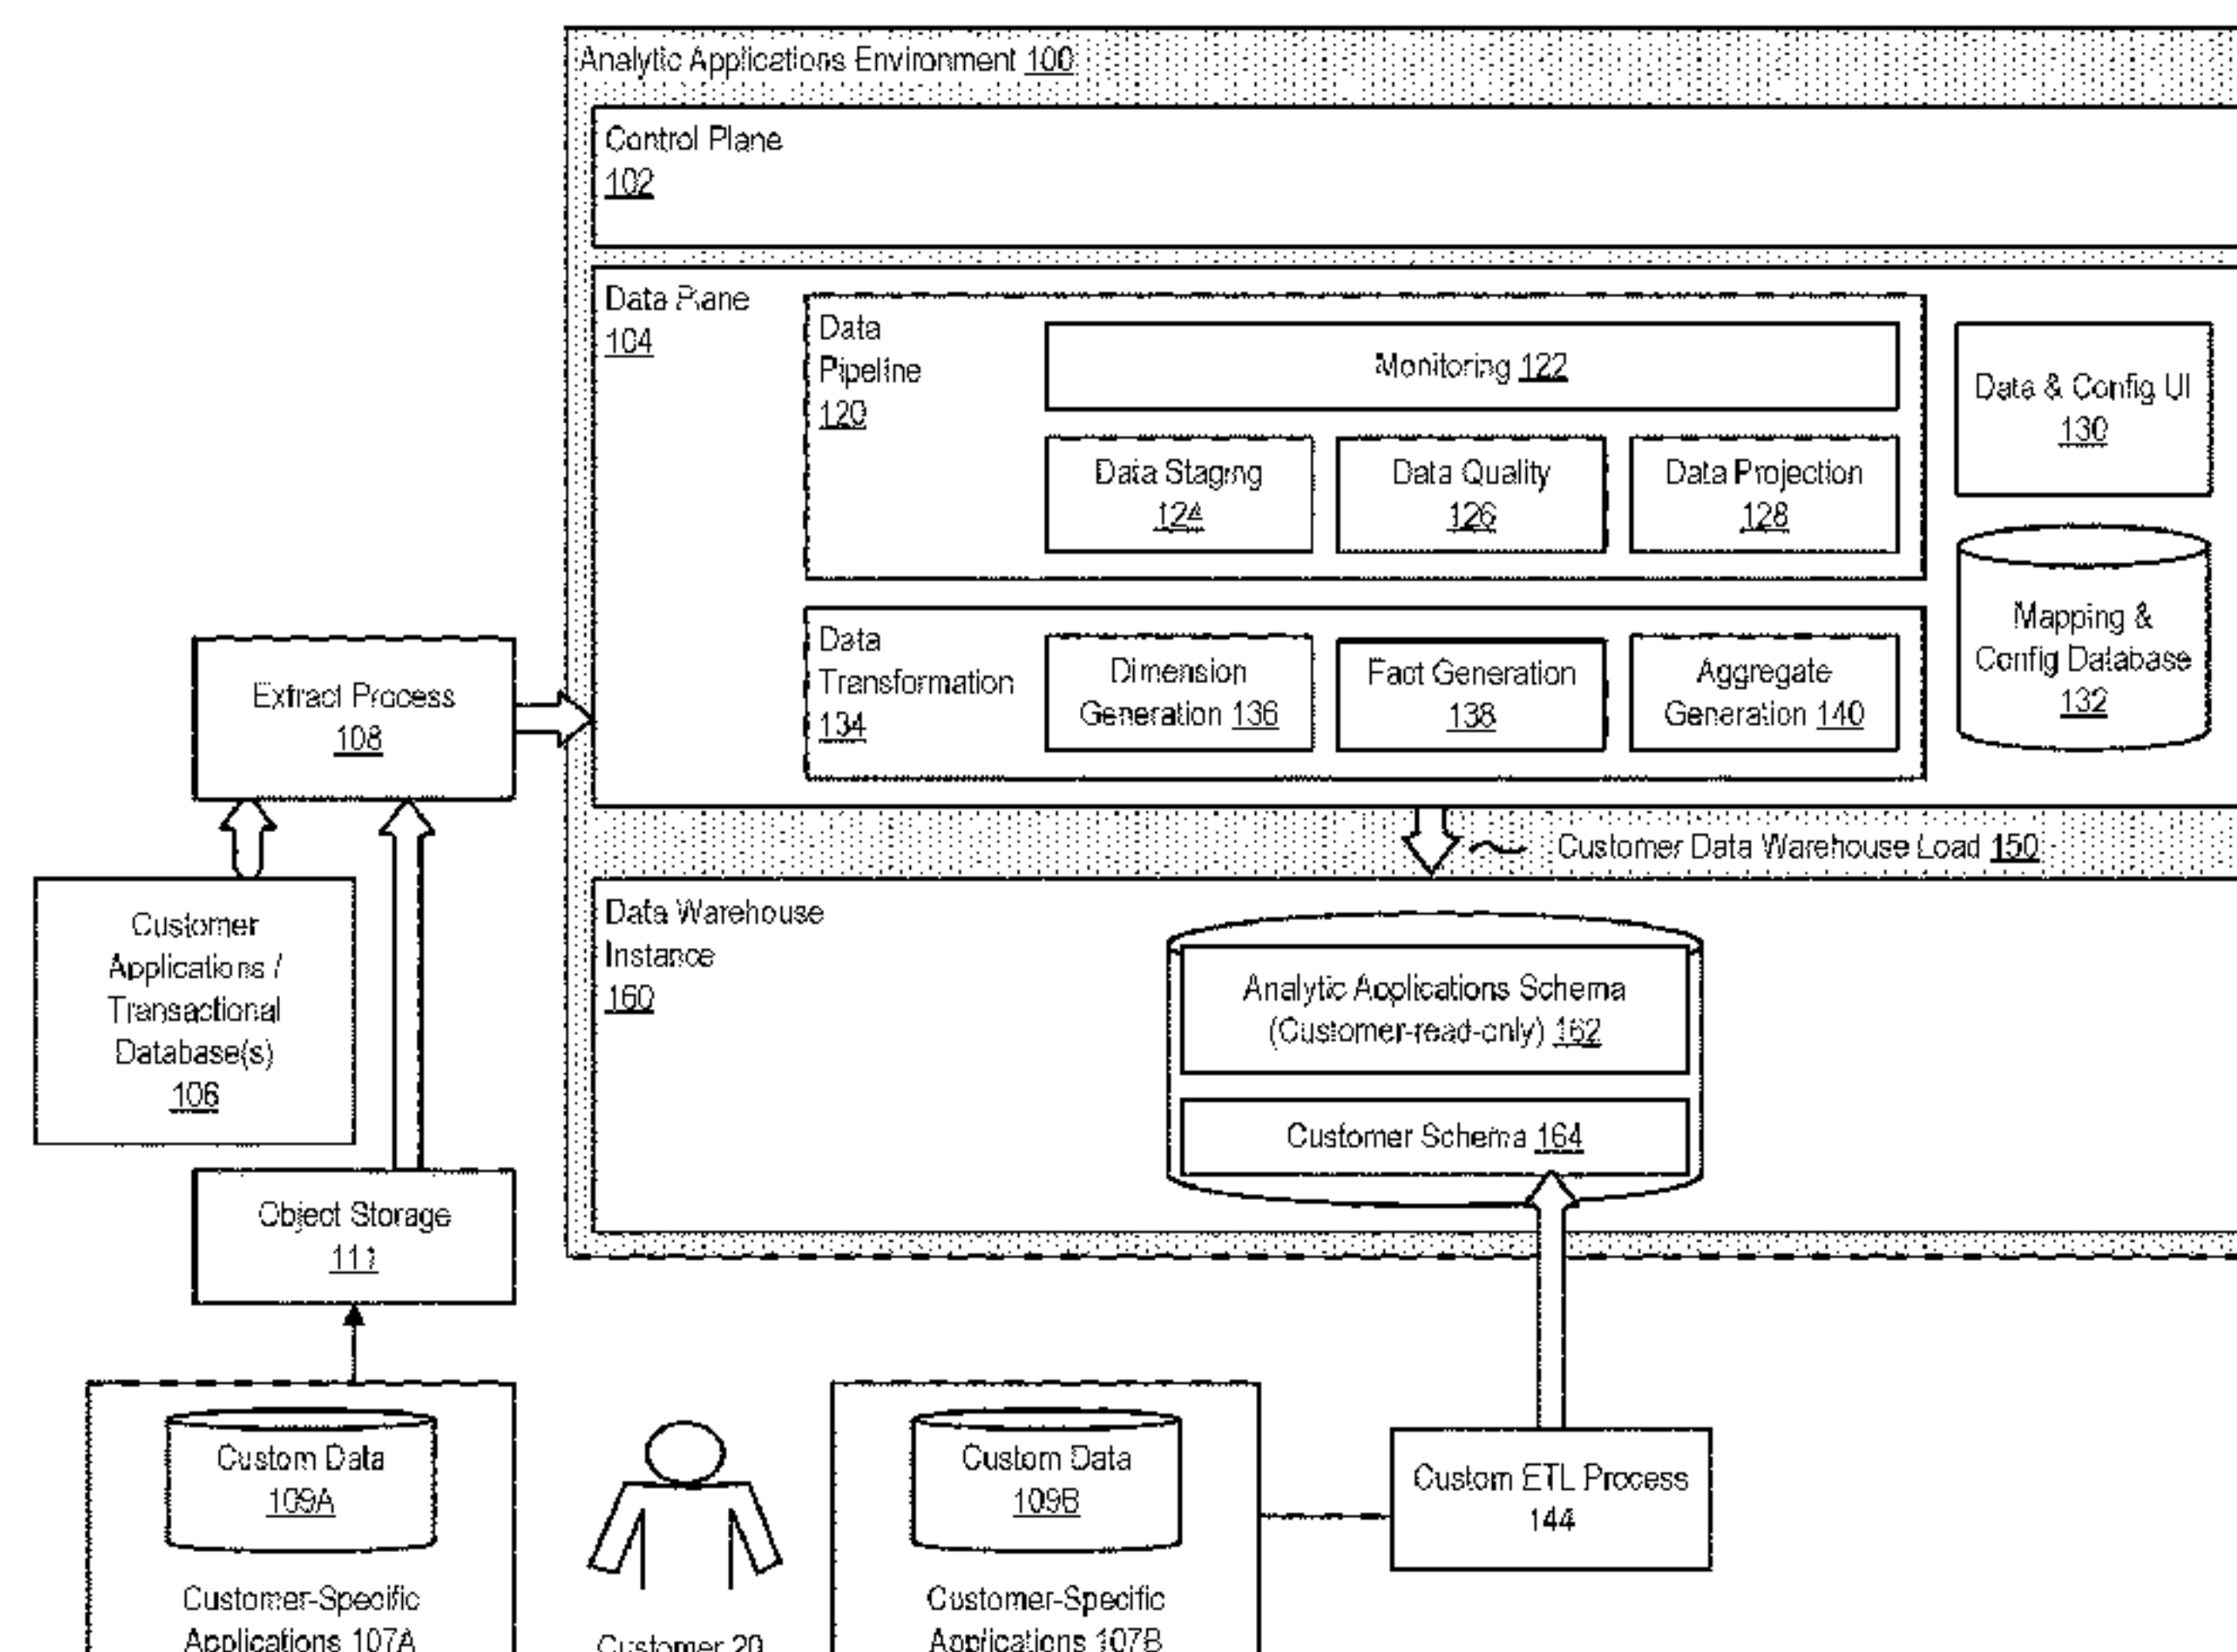 Analytic Applications Environment 100
Control Plane
102
Data Plane
104
Data
Pipeline
120
Monitoring 122
Data Staging
124
Data Quality
126
Data Projection
128
Data & Config UI
130
Mapping &
Config Database
132
Data
Transformation
134
Dimension
Generation 136
Fact Generation
138
Aggregate
Generation 140
Extract Process
108
Customer Data Warehouse Load 150
Customer
Applications /
Transactional
Database(s)
106
Data Warehouse
Instance
160
Analytic Applications Schema
(Customer-read-only) 162
Customer Schema 164
Object Storage
111
Custom Data
109A
Customer-Specific
Applications 107A
Customer 20
Custom Data
109B
Customer-Specific
Applications 107B
Custom ETL Process
144